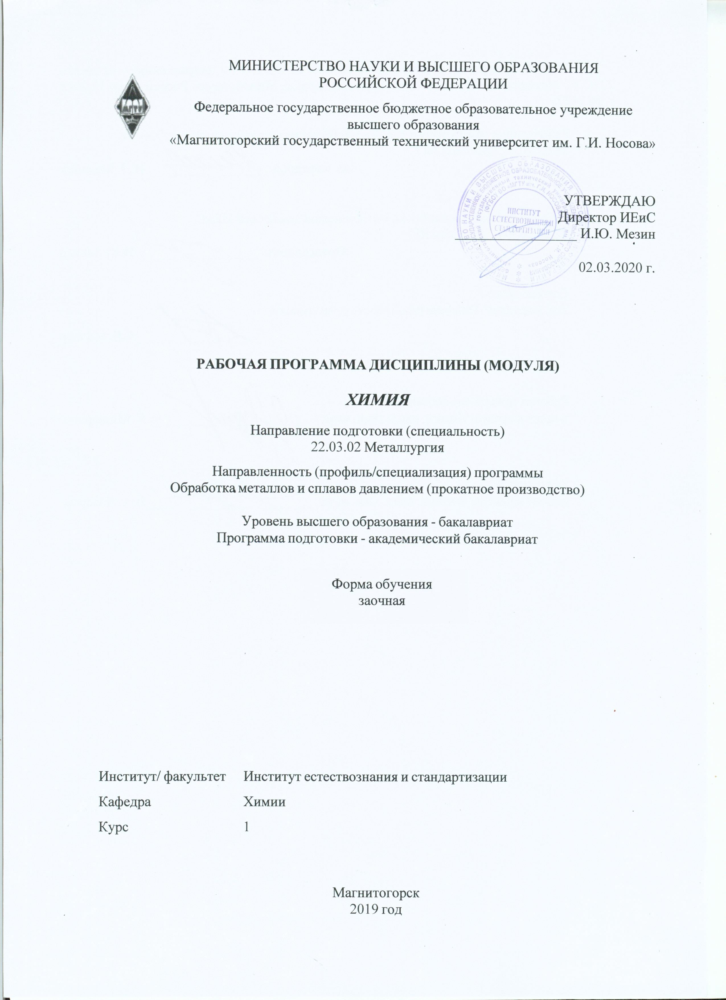 МИНИСТЕРСТВО НАУКИ И ВЫСШЕГО ОБРАЗОВАНИЯ
РОССИЙСКОЙ ФЕДЕРАЦИИ
Федеральное государственное бюджетное образовательное учреждение
высшего образования
«Магнитогорский государственный технический университет им. Г.И. Носова»
УТВЕРЖДАЮ
Директор ИЕиС
И.Ю. Мезин
02.03.2020 г.
ИНСТИТУТ
ЕСТЕСТВОЗНАНИЯ И
СТАНДАРТИЗАЦИИ
РАБОЧАЯ ПРОГРАММА ДИСЦИПЛИНЫ (МОДУЛЯ)
ХИМИЯ
Направление подготовки (специальность)
22.03.02 Металлургия
Направленность (профиль/специализация) программы
Обработка металлов и сплавов давлением (прокатное производство)
Уровень высшего образования - бакалавриат
Программа подготовки - академический бакалавриат
Форма обучения
заочная
Институт/ факультет Институт естествознания и стандартизации
Кафедра Химии
Курс 1
Магнитогорск
2019 год